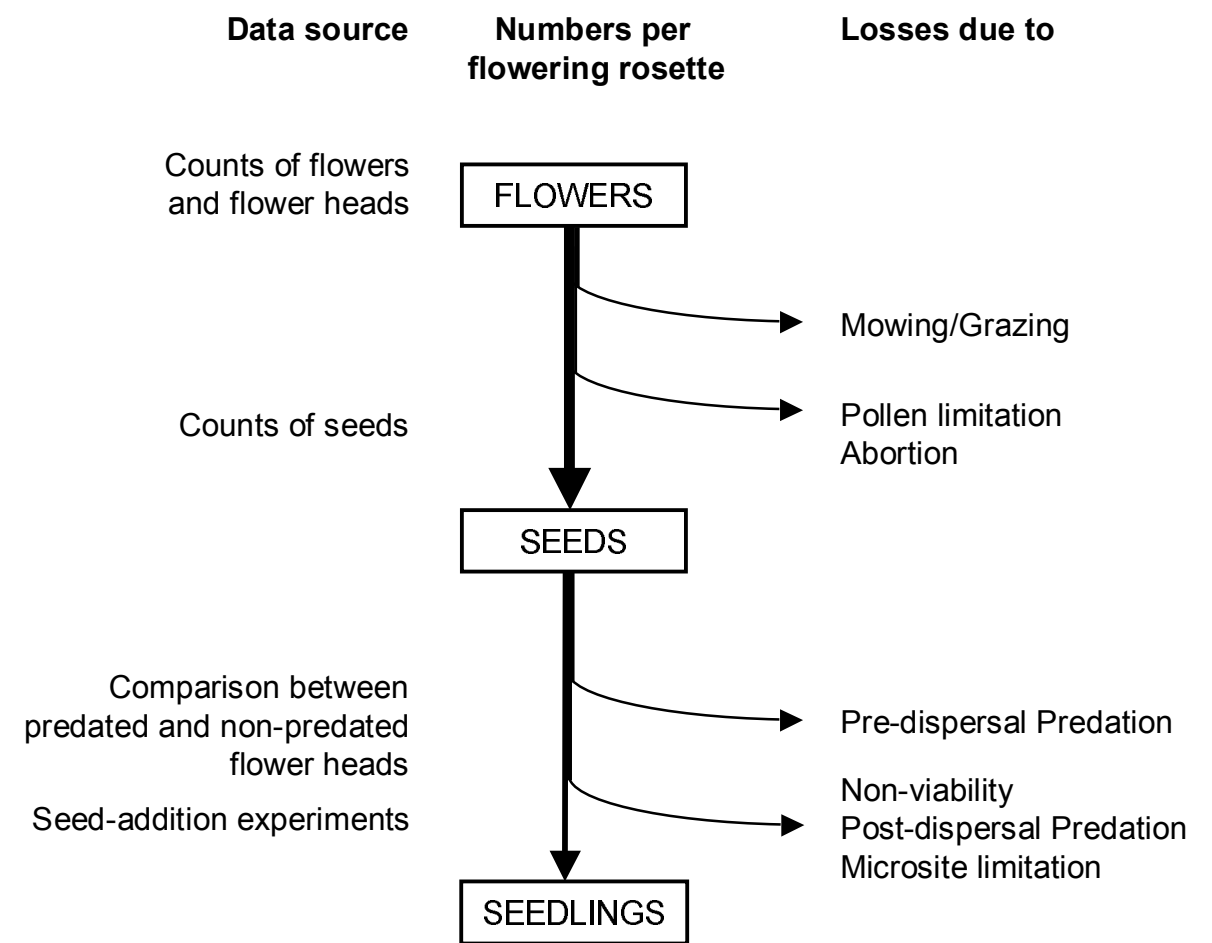 Data source
Numbers per
flowering rosette
Losses due to
Counts of flowers
and flower heads
FLOWERS
Mowing/Grazing
Counts of seeds
Pollen limitation
Abortion
SEEDS
Comparison between
predated and non-predated
flower heads
Pre-dispersal Predation
Seed-addition experiments
Non-viability
Post-dispersal Predation
Microsite limitation
SEEDLINGS